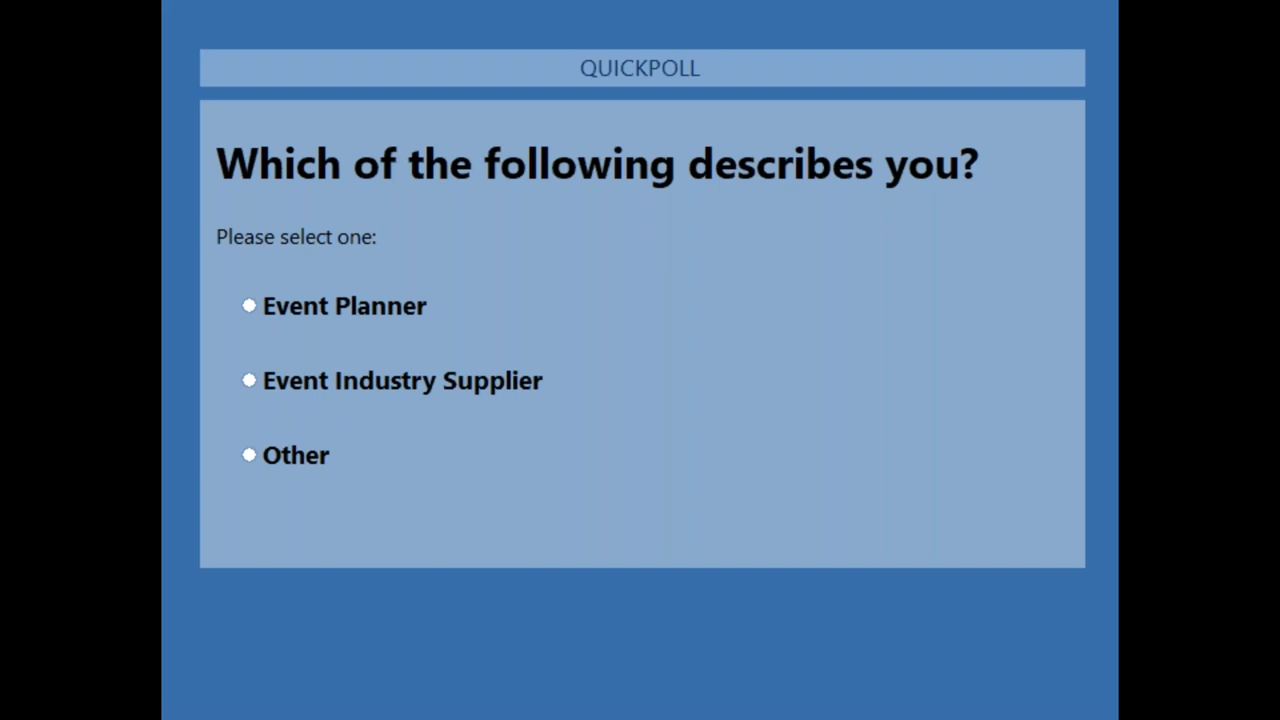 QUICKPOLL
Which of the following describes you?
Please select one:
Event Planner
Event Industry Supplier
Other